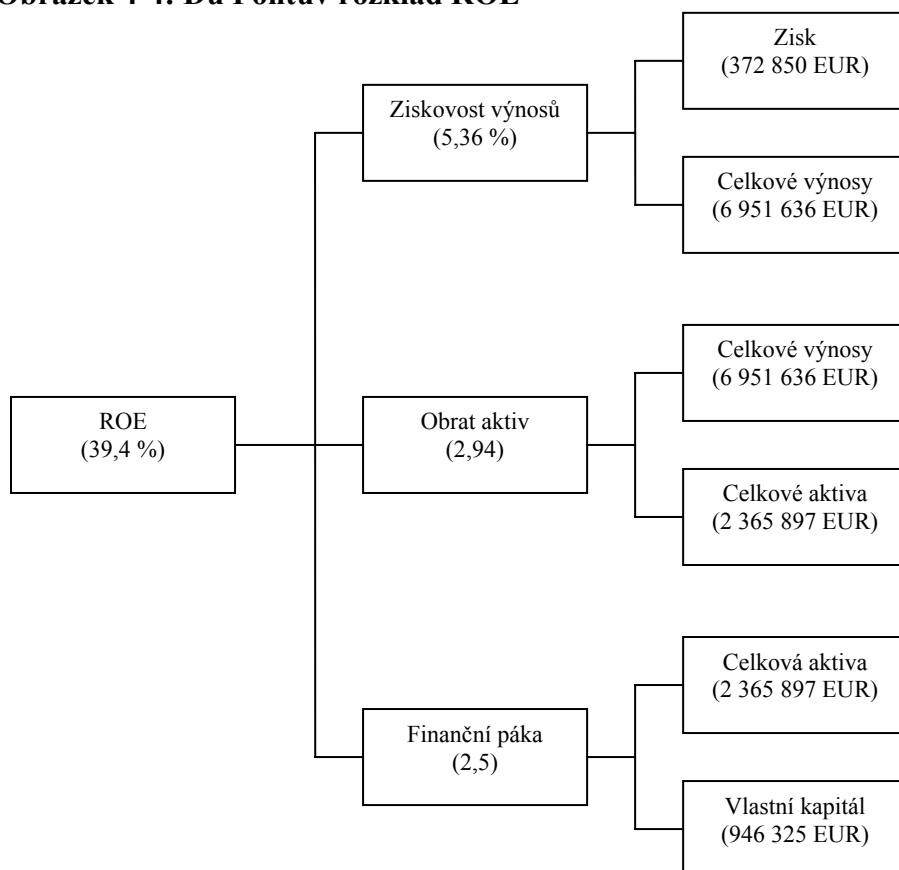 Obrázek 4-4: Du Pontův rozklad ROE
Zisk
(372 850 EUR)
Ziskovost výnosů
(5,36 %)
Celkové výnosy
(6 951 636 EUR)
Celkové výnosy
(6 951 636 EUR)
ROE
(39,4 %)
Obrat aktiv
(2,94)
Celkové aktiva
(2 365 897 EUR)
Celková aktiva
(2 365 897 EUR)
Finanční páka
(2,5)
Vlastní kapitál
(946 325 EUR)